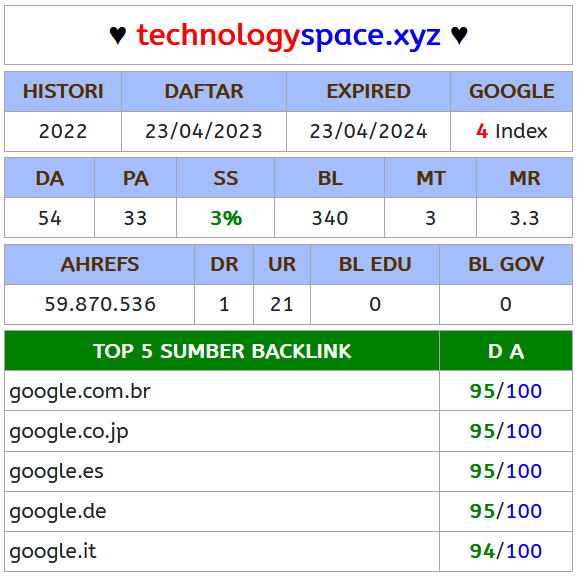 ♥ technologyspace.xyz ♥
HISTORI DAFTAR EXPIRED GOOGLE
2022 23/04/2023 23/04/2024 4 Index
DA PA SS BL MT MR
54 33 3% 340 3 3.3
AHREFS DR UR BL EDU BL GOV
59.870.536 1 21 0 0
TOP 5 SUMBER BACKLINK D A
google.com.br 95/100
google.co.jp 95/100
google.es 95/100
google.de 95/100
google.it 94/100